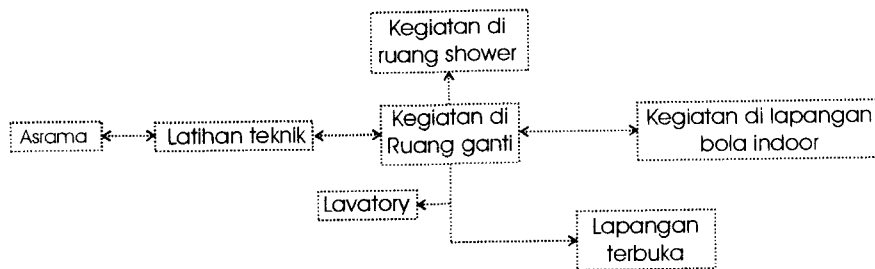 Kegiatan di
ruang shower
Asrama
Latihan teknik
Kegiatan di
Ruang ganti
Kegiatan di lapangan
bola indoor
Lavatory
Lapangan
terbuka